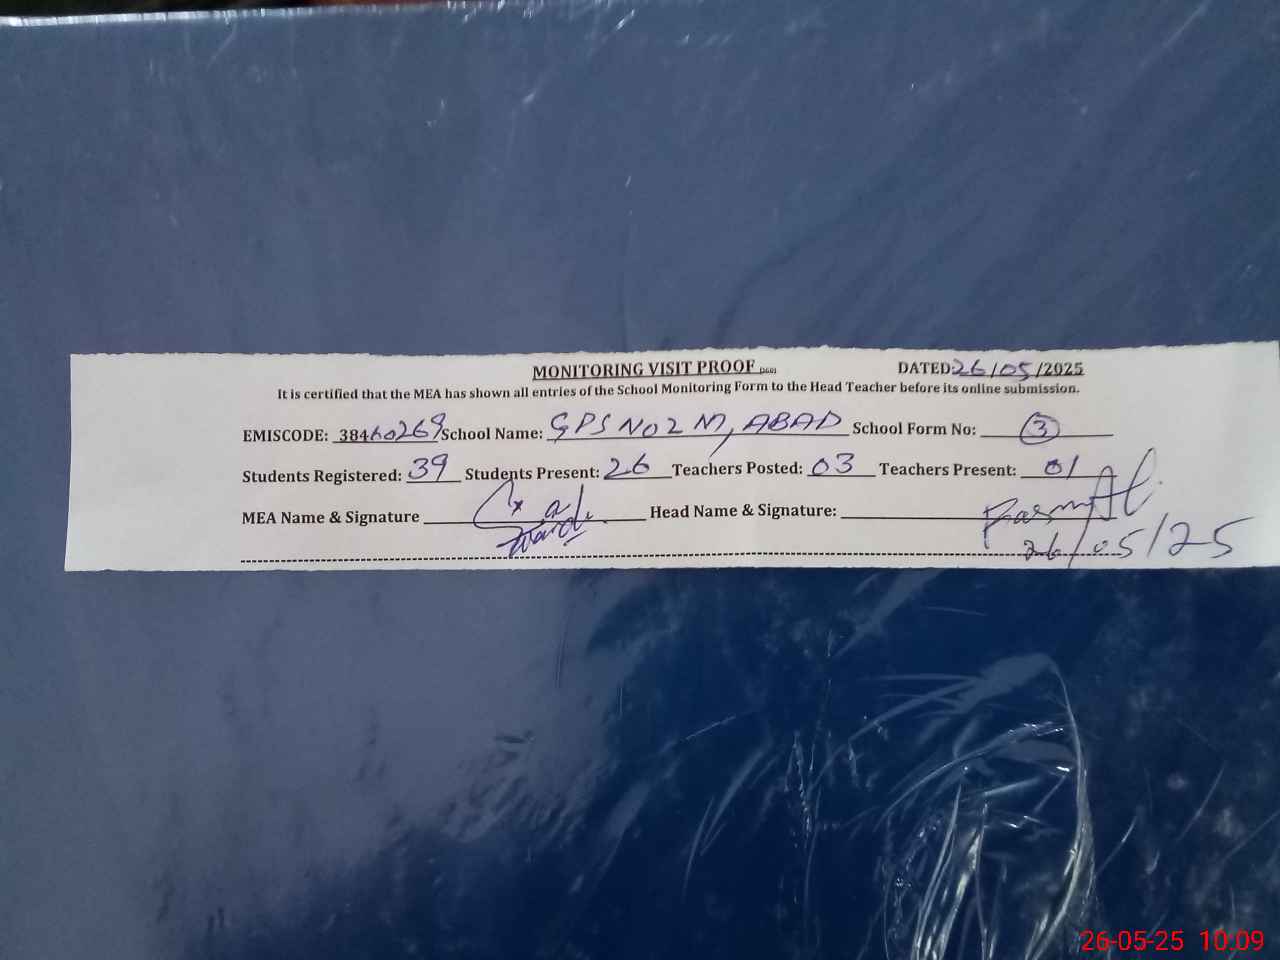 MONITORING VISIT PROOF DATED: 26/05/2025
It is certified that the MEA has shown all entries of the School Monitoring Form to the Head Teacher before its online submission.
EMISCODE: 38460269 School Name: GPS NO 2 M, ABAD School Form No: 3
Students Registered: 39 Students Present: 26 Teachers Posted: 03 Teachers Present: 01
MEA Name & Signature Head Name & Signature:
26/05/25
26-05-25 10:09